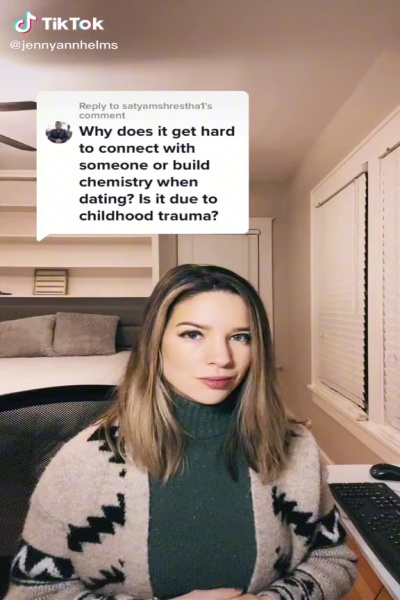 TikTok
@jennyannhelms
Reply to satyamshrestha1's
comment
Why does it get hard
to connect with
someone or build
chemistry when
dating? Is it due to
childhood trauma?